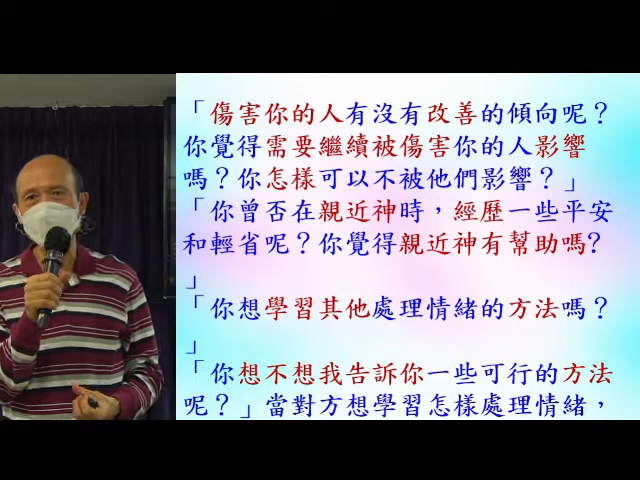 「傷害你的人有沒有改善的傾向呢？
你覺得需要繼續被傷害你的人影響
嗎？你怎樣可以不被他們影響？」
「你曾否在親近神時，經歷一些平安
和輕省呢？你覺得親近神有幫助嗎?
」
「你想學習其他處理情緒的方法嗎？
」
「你想不想我告訴你一些可行的方法
呢？」當對方想學習怎樣處理情緒，